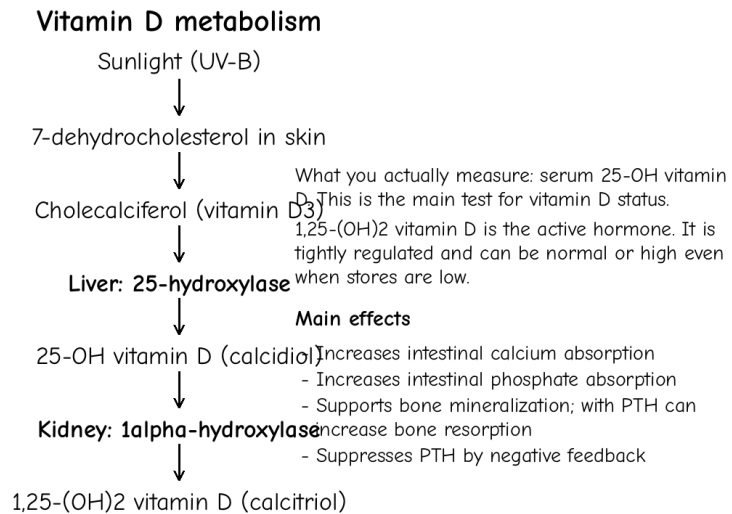 Vitamin D metabolism
Sunlight (UV-B)
7-dehydrocholesterol in skin
Cholecalciferol (vitamin D3)
Liver: 25-hydroxylase
25-OH vitamin D (calcidiol)
Kidney: 1alpha-hydroxylase
1,25-(OH)2 vitamin D (calcitriol)
What you actually measure: serum 25-OH vitamin
D. This is the main test for vitamin D status.
1,25-(OH)2 vitamin D is the active hormone. It is
tightly regulated and can be normal or high even
when stores are low.
Main effects
- Increases intestinal calcium absorption
- Increases intestinal phosphate absorption
- Supports bone mineralization; with PTH can
increase bone resorption
- Suppresses PTH by negative feedback